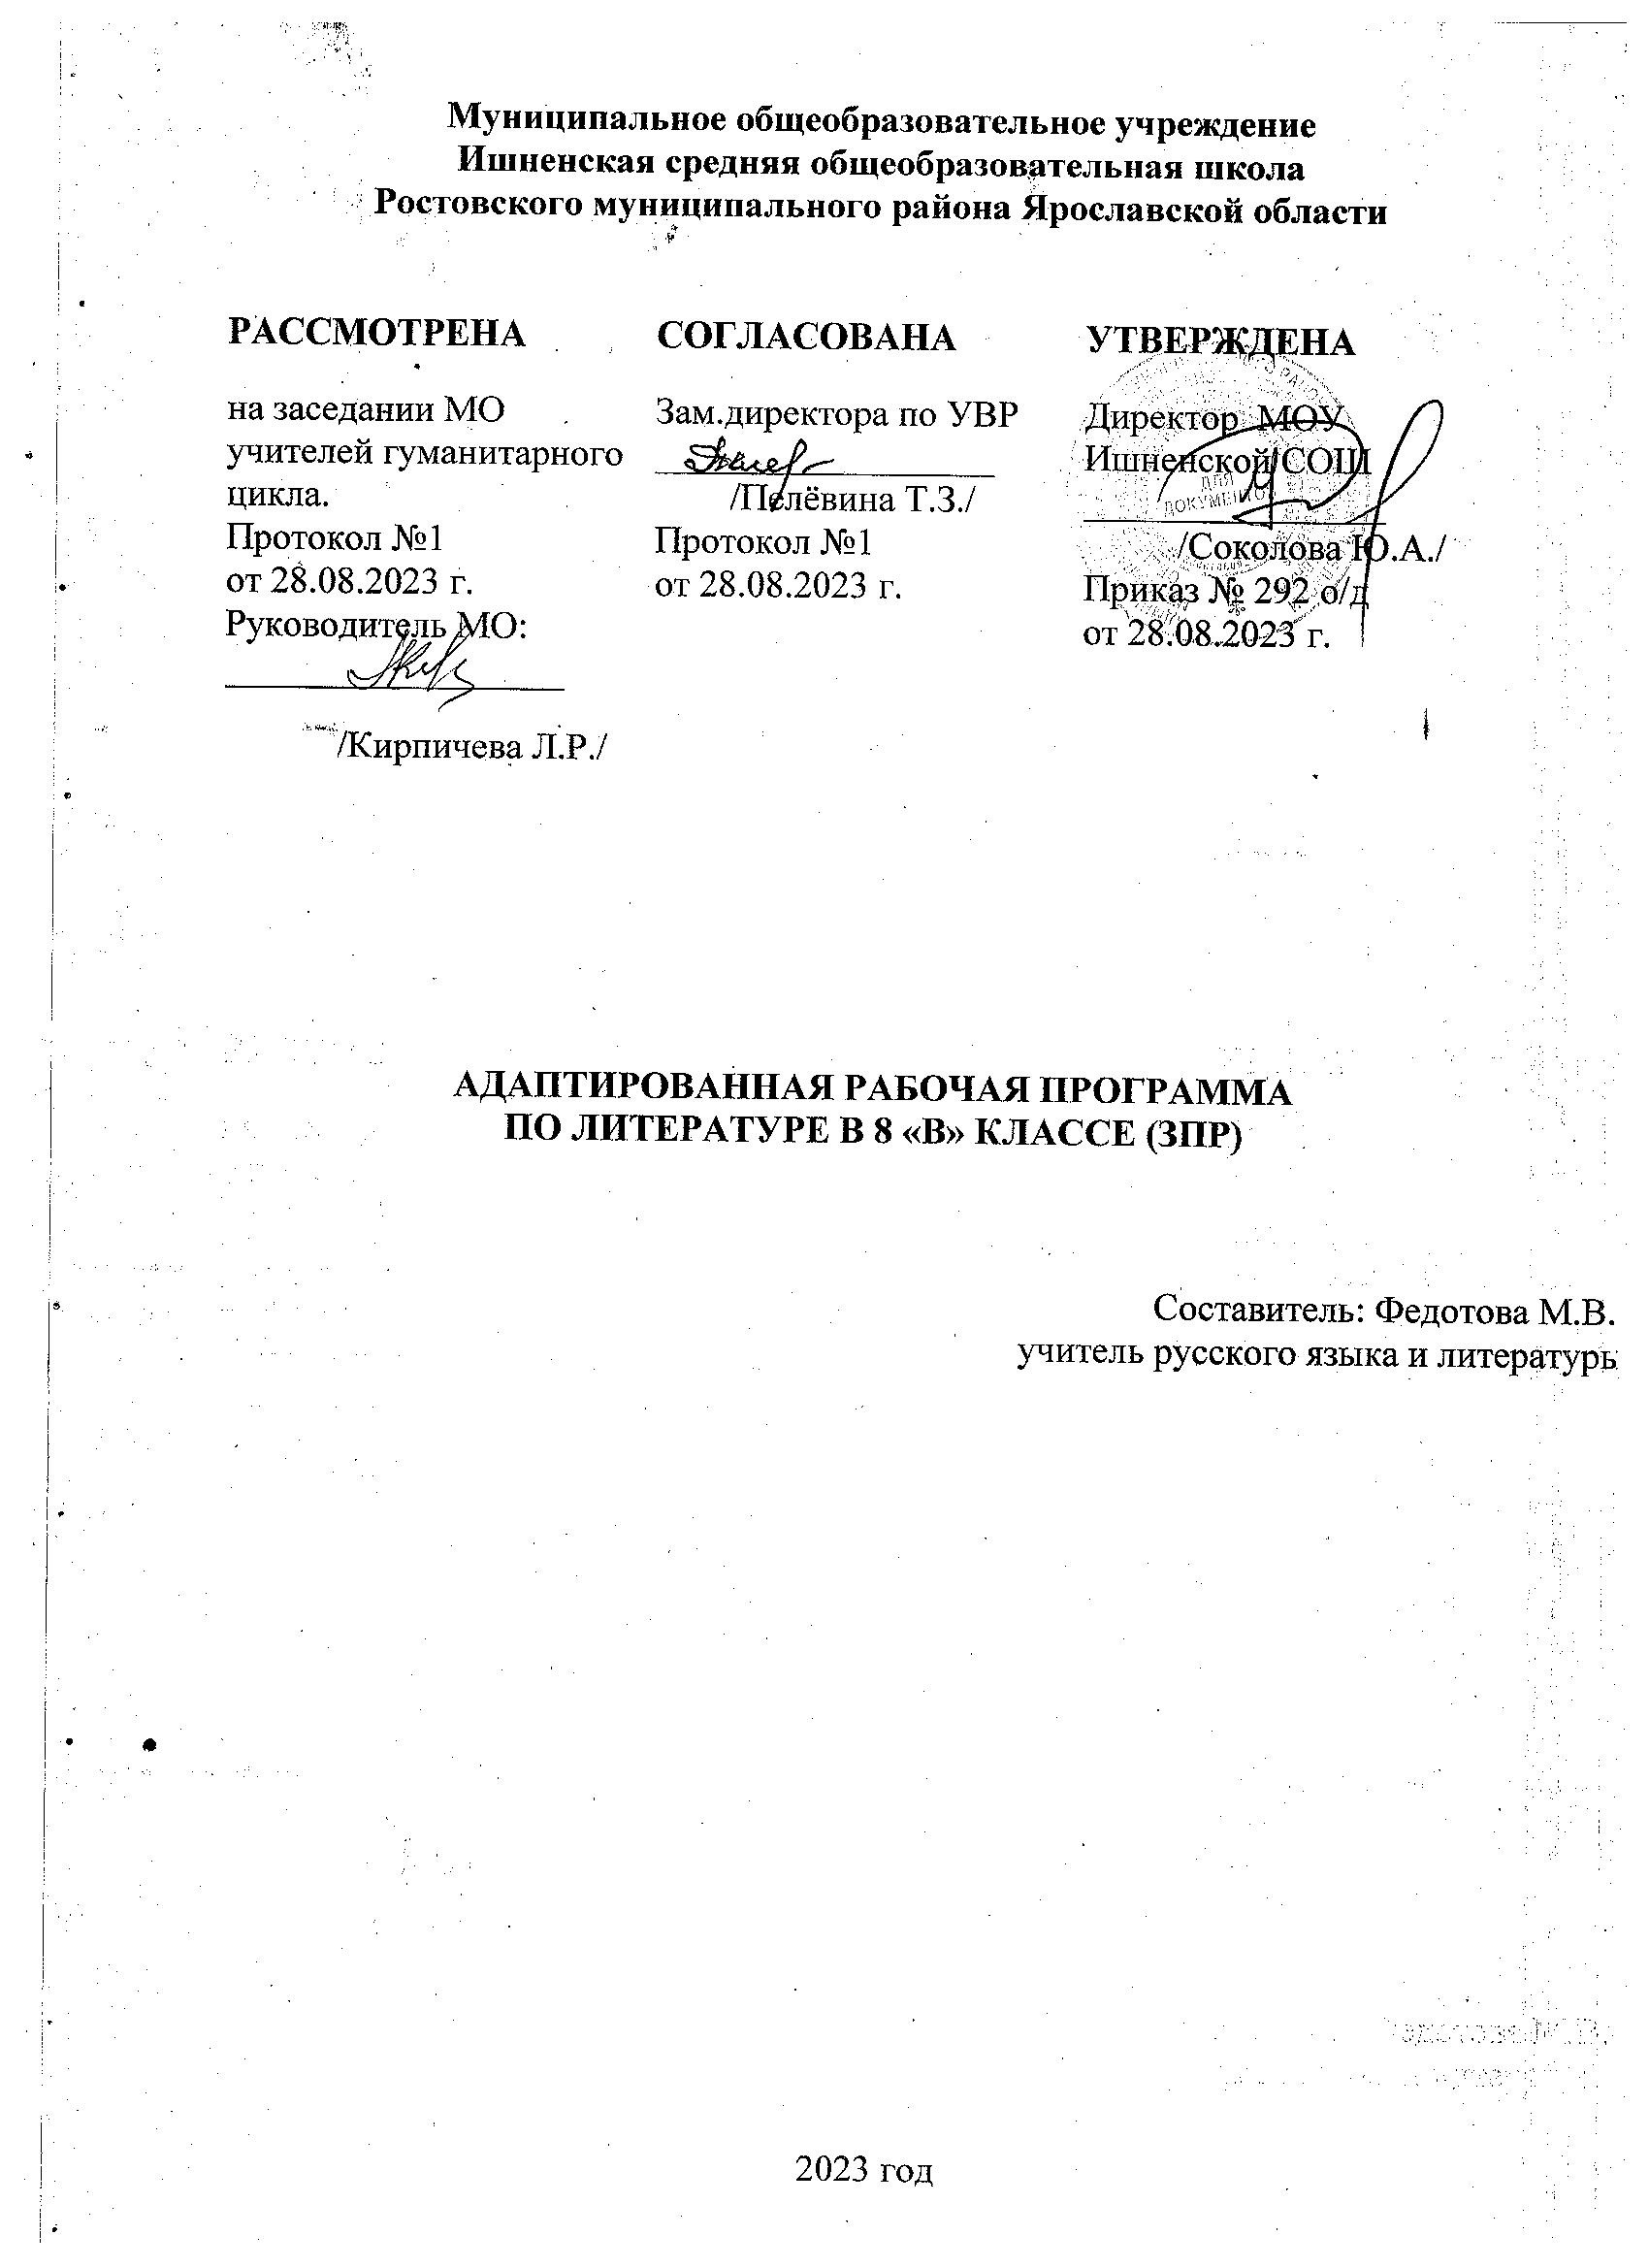 Муниципальное общеобразовательное учреждение
Ишненская средняя общеобразовательная школа
Ростовского муниципального района Ярославской области
РАССМОТРЕНА
на заседании МО
учителей гуманитарного
цикла.
Протокол №1
от 28.08.2023 г.
Руководитель МО:
/Кирпичева Л.Р./
СОГЛАСОВАНА
Зам.директора по УВР
/Пелёвина Т.З./
Протокол №1
от 28.08.2023 г.
УТВЕРЖДЕНА
Директор МОУ
Ишненской СОШ
ДЛЯ
/Соколова Ю.А./
Приказ № 292 о/д
от 28.08.2023 г.
АДАПТИРОВАННАЯ РАБОЧАЯ ПРОГРАММА
ПО ЛИТЕРАТУРЕ В 8 «В» КЛАССЕ (ЗПР)
Составитель: Федотова М.В.
учитель русского языка и литературы
2023 год